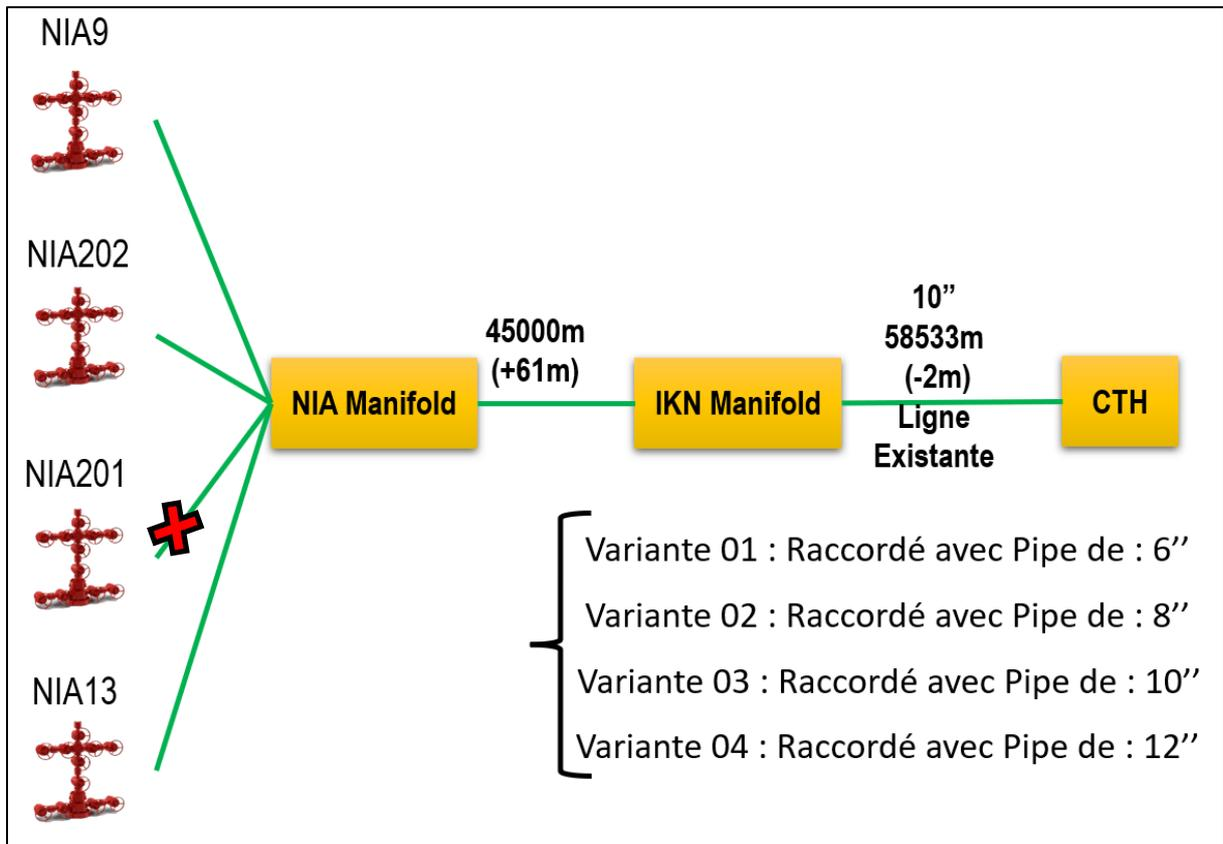 NIA9
NIA202
NIA201
NIA13
NIA Manifold
45000m
(+61m)
IKN Manifold
10”
58533m
(-2m)
Ligne
Existante
CTH
Variante 01 : Raccordé avec Pipe de : 6’’
Variante 02 : Raccordé avec Pipe de : 8’’
Variante 03 : Raccordé avec Pipe de : 10’’
Variante 04 : Raccordé avec Pipe de : 12’’